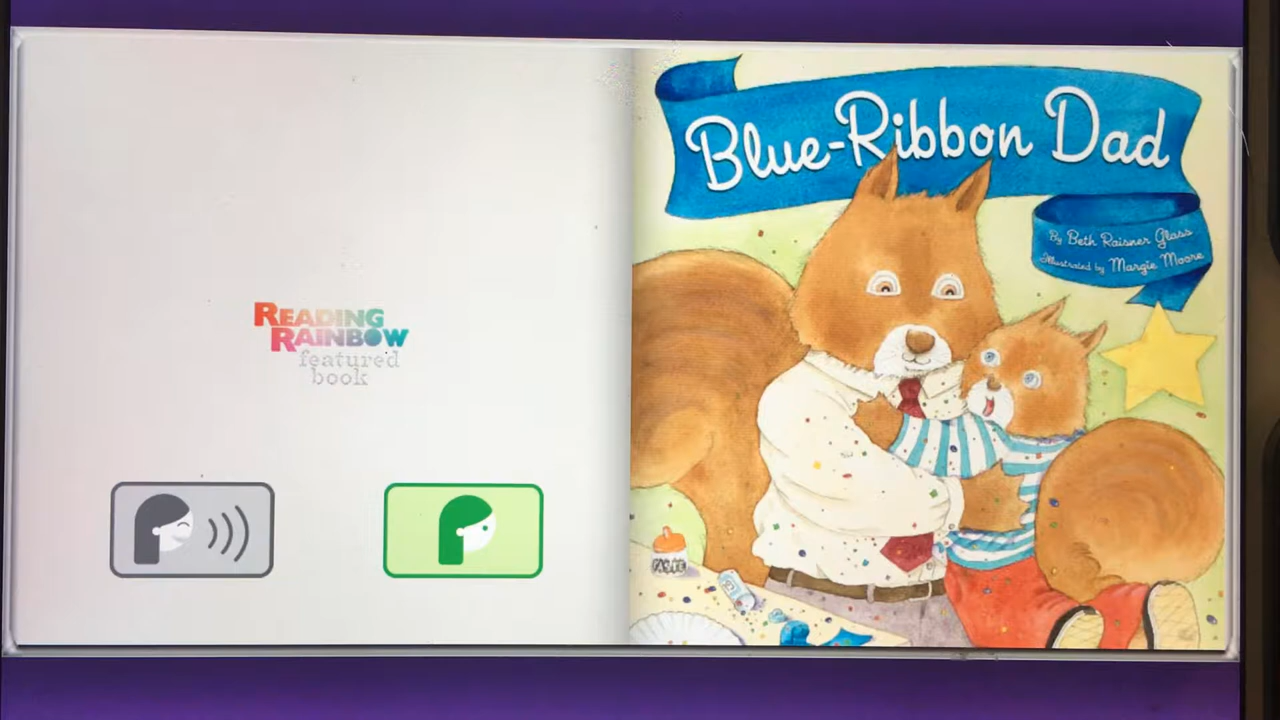 READING
RAINBOW
featured
book
Blue-Ribbon Dad
By Beth Raisner Glass
Illustrated by Margie Moore
PASTE